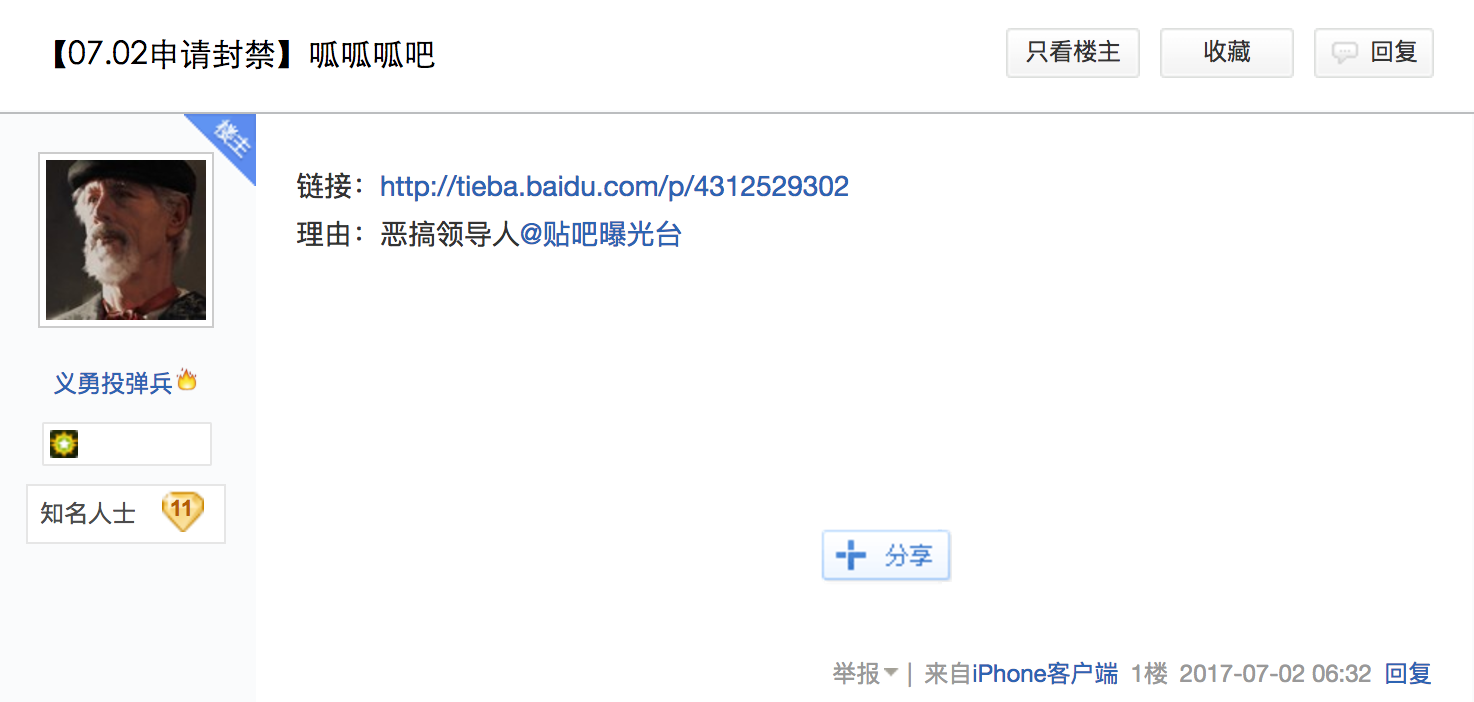 【07.02申请封禁】呱呱呱吧
只看楼主
收藏
回复
楼主
链接：http://tieba.baidu.com/p/4312529302
理由：恶搞领导人@贴吧曝光台
义勇投弹兵
知名人士 11
分享
举报 | 来自iPhone客户端 1楼 2017-07-02 06:32 回复